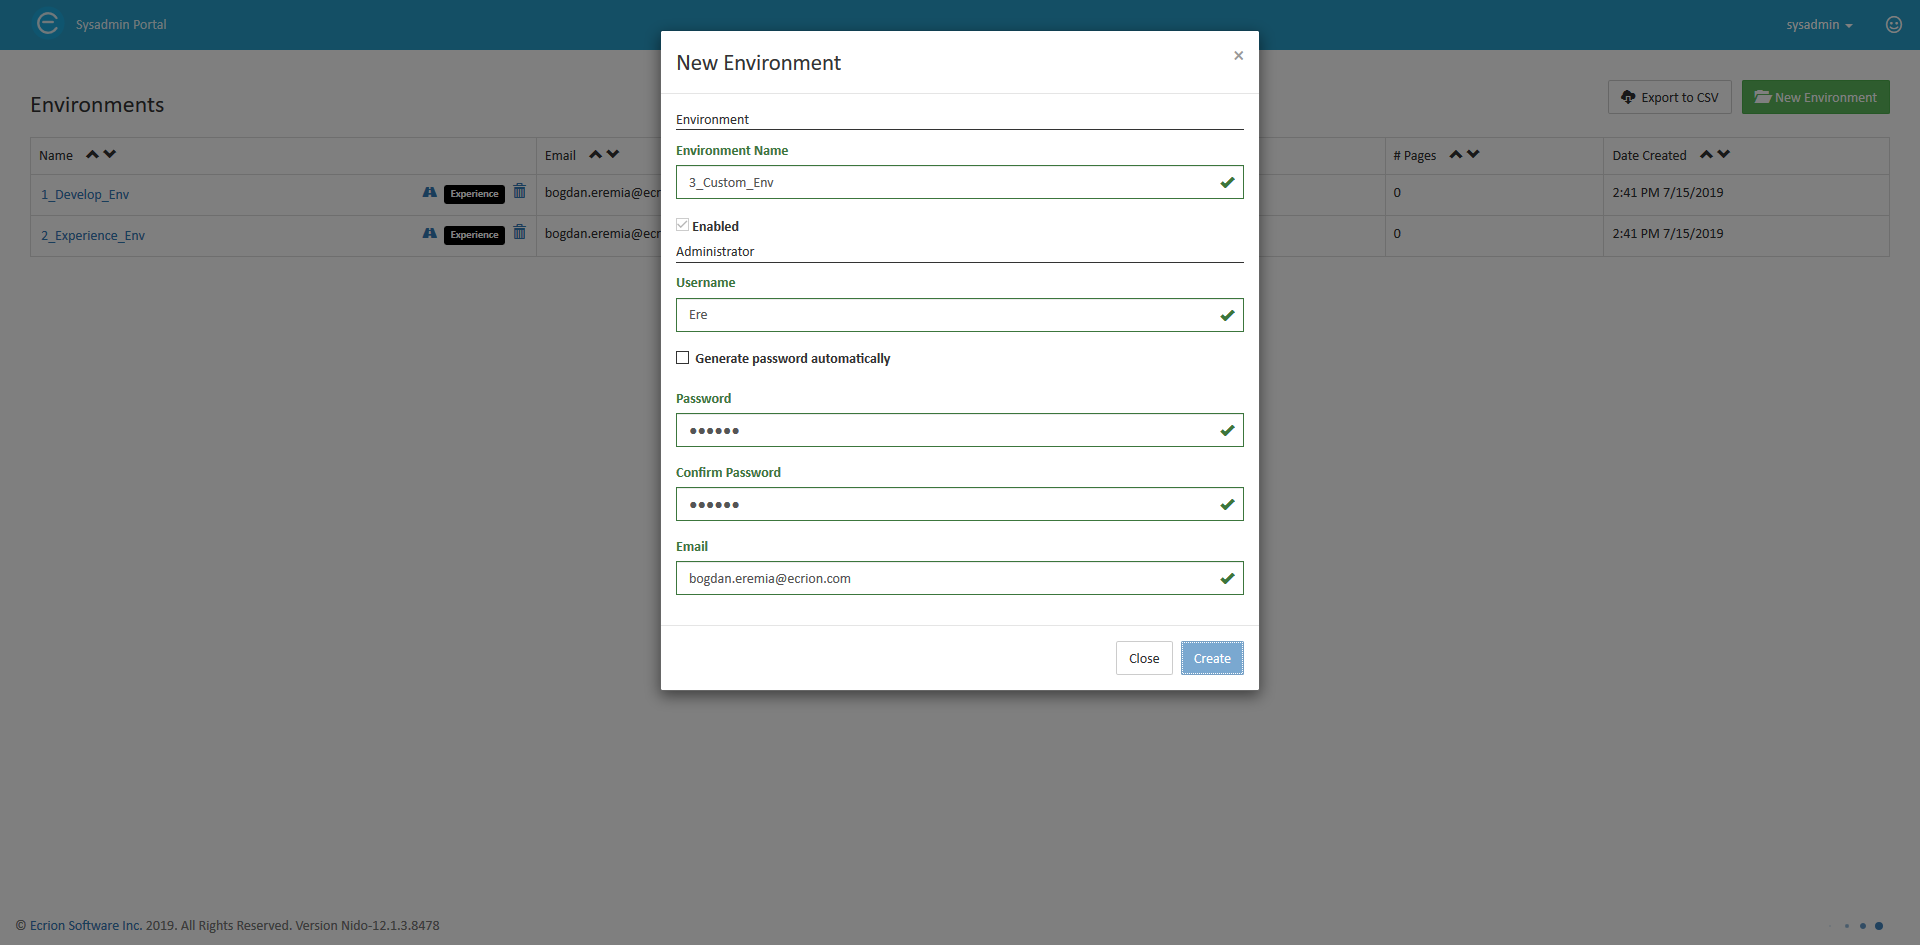 Sysadmin Portal
sysadmin
New Environment
×
Environments
Export to CSV
New Environment
Environment
Name
Email
# Pages
Date Created
Environment Name
3_Custom_Env
1_Develop_Env
Experience
bogdan.eremia@ecr
0
2:41 PM 7/15/2019
Enabled
2_Experience_Env
Experience
bogdan.eremia@ecr
0
2:41 PM 7/15/2019
Administrator
Username
Ere
Generate password automatically
Password
●●●●●●
Confirm Password
●●●●●●
Email
bogdan.eremia@ecrion.com
Close
Create
© Ecrion Software Inc. 2019. All Rights Reserved. Version Nido-12.1.3.8478